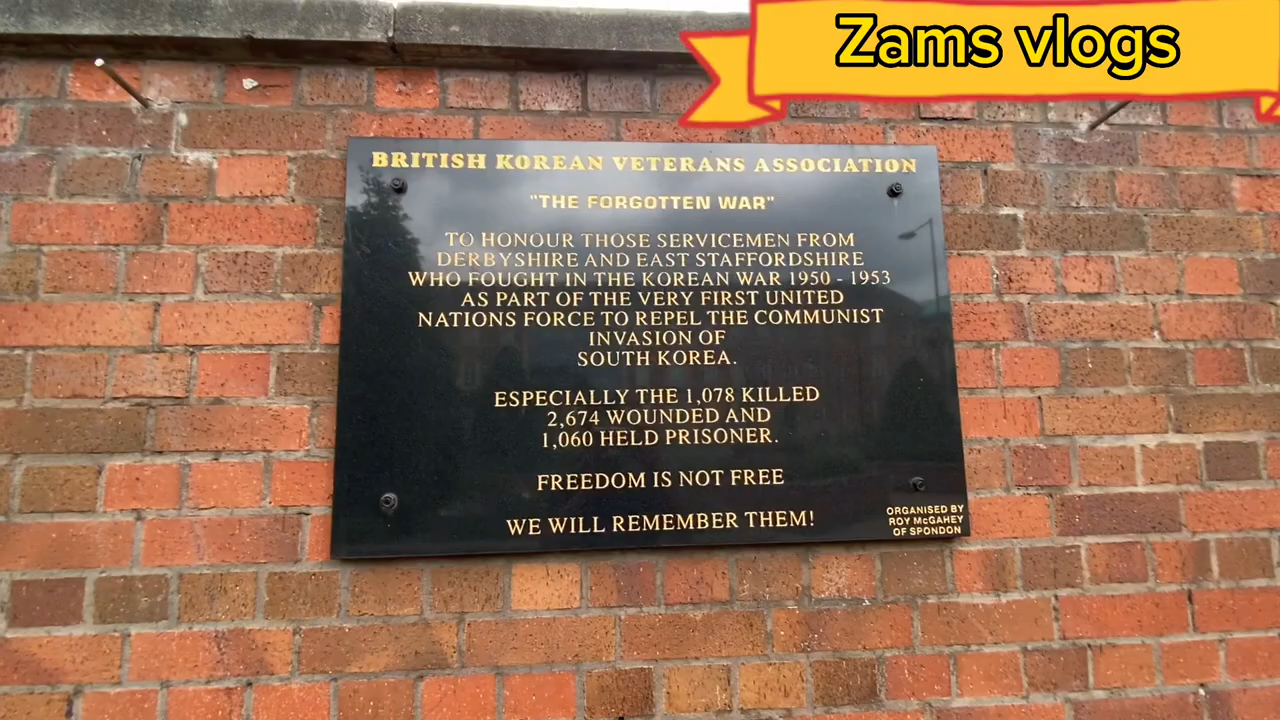 Zams vlogs
BRITISH KOREAN VETERANS ASSOCIATION
"THE FORGOTTEN WAR"
TO HONOUR THOSE SERVICEMEN FROM
DERBYSHIRE AND EAST STAFFORDSHIRE
WHO FOUGHT IN THE KOREAN WAR 1950 - 1953
AS PART OF THE VERY FIRST UNITED
NATIONS FORCE TO REPEL THE COMMUNIST
INVASION OF
SOUTH KOREA.
ESPECIALLY THE 1,078 KILLED
2,674 WOUNDED AND
1,060 HELD PRISONER.
FREEDOM IS NOT FREE
WE WILL REMEMBER THEM!
ORGANISED BY
ROY McGAHEY
OF SPONDON